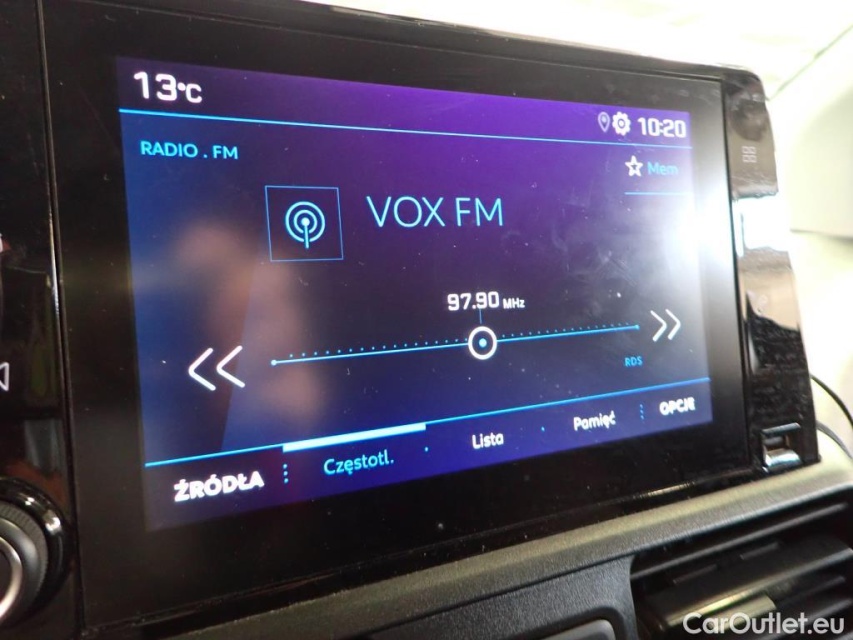 13°C
10:20
RADIO . FM
Mem
VOX FM
97.90 MHz
RDS
ŹRÓDŁA
Częstotl.
Lista
Pamięć
OPCJE
CarOutlet.eu